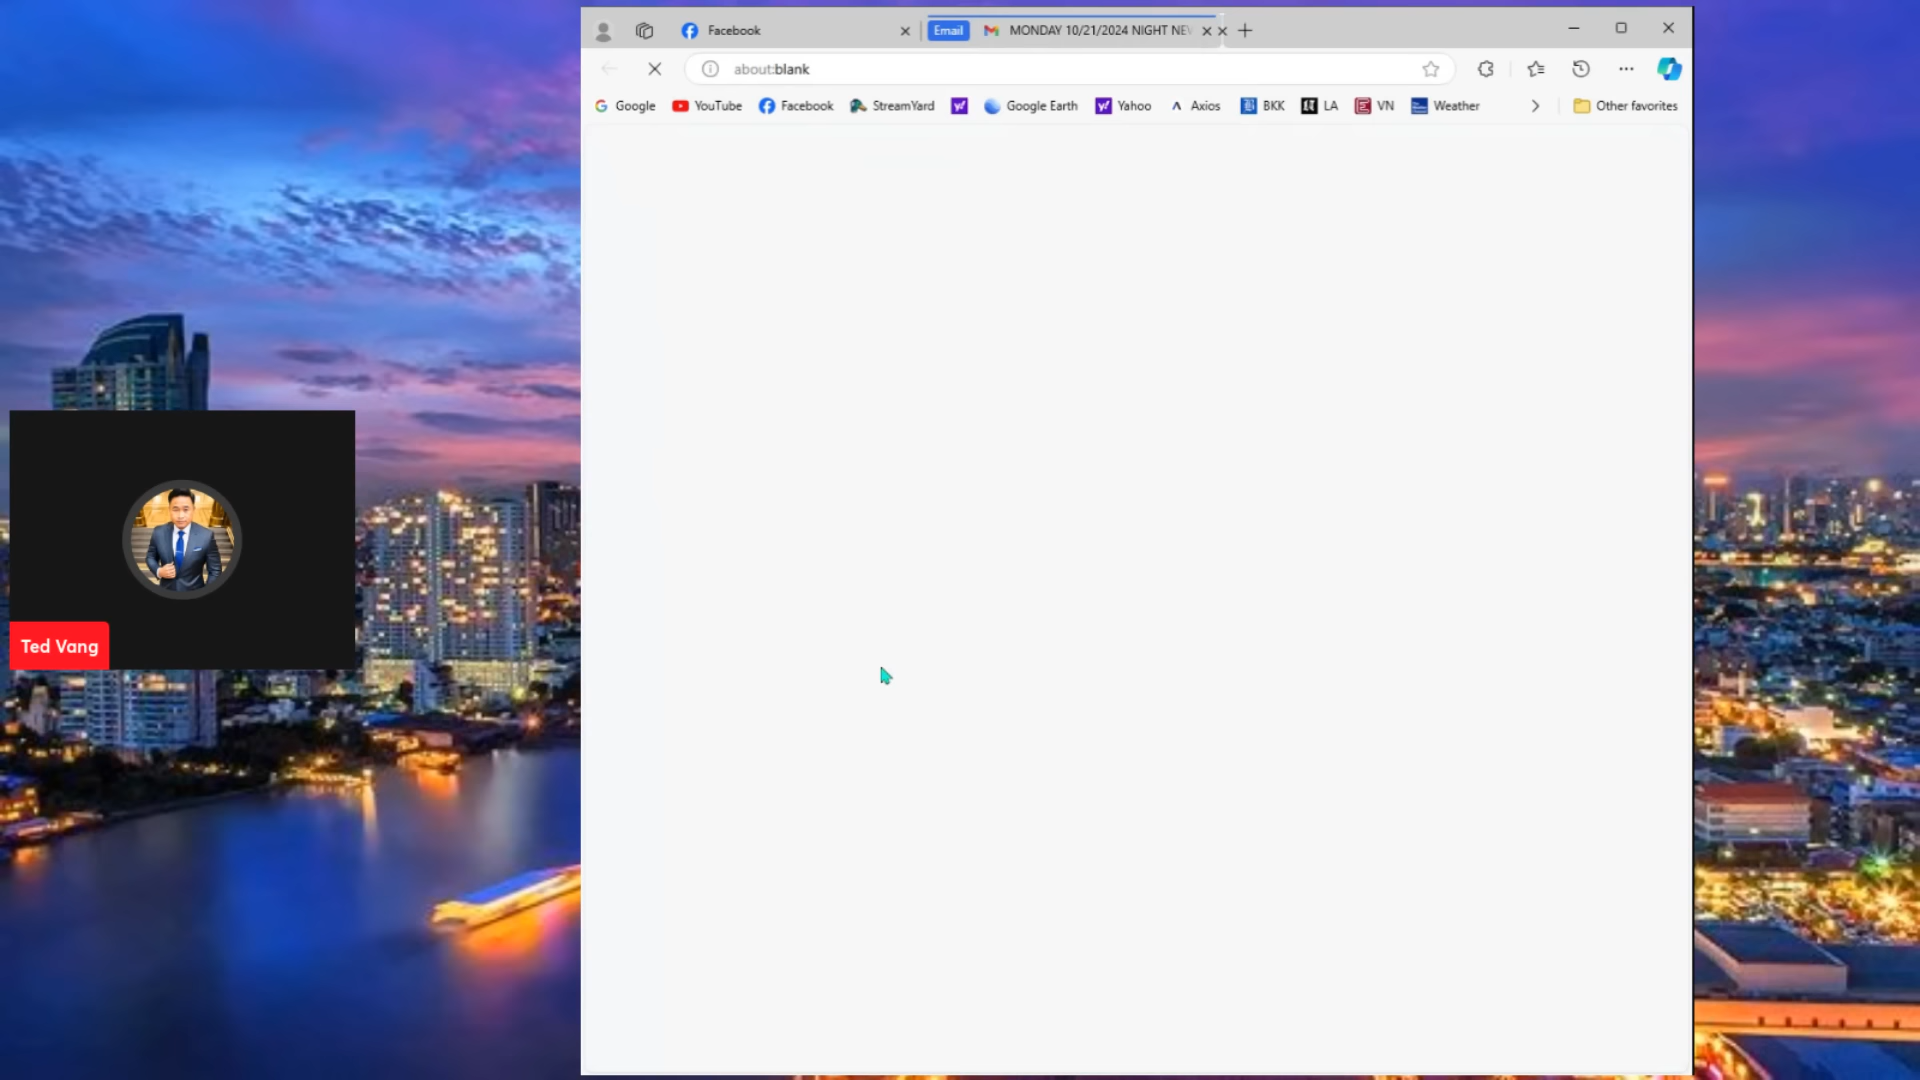 Facebook
Email
MONDAY 10/21/2024 NIGHT NE
about:blank
Google
YouTube
Facebook
StreamYard
Google Earth
Yahoo
Axios
BKK
LA
VN
Weather
Other favorites
Ted Vang